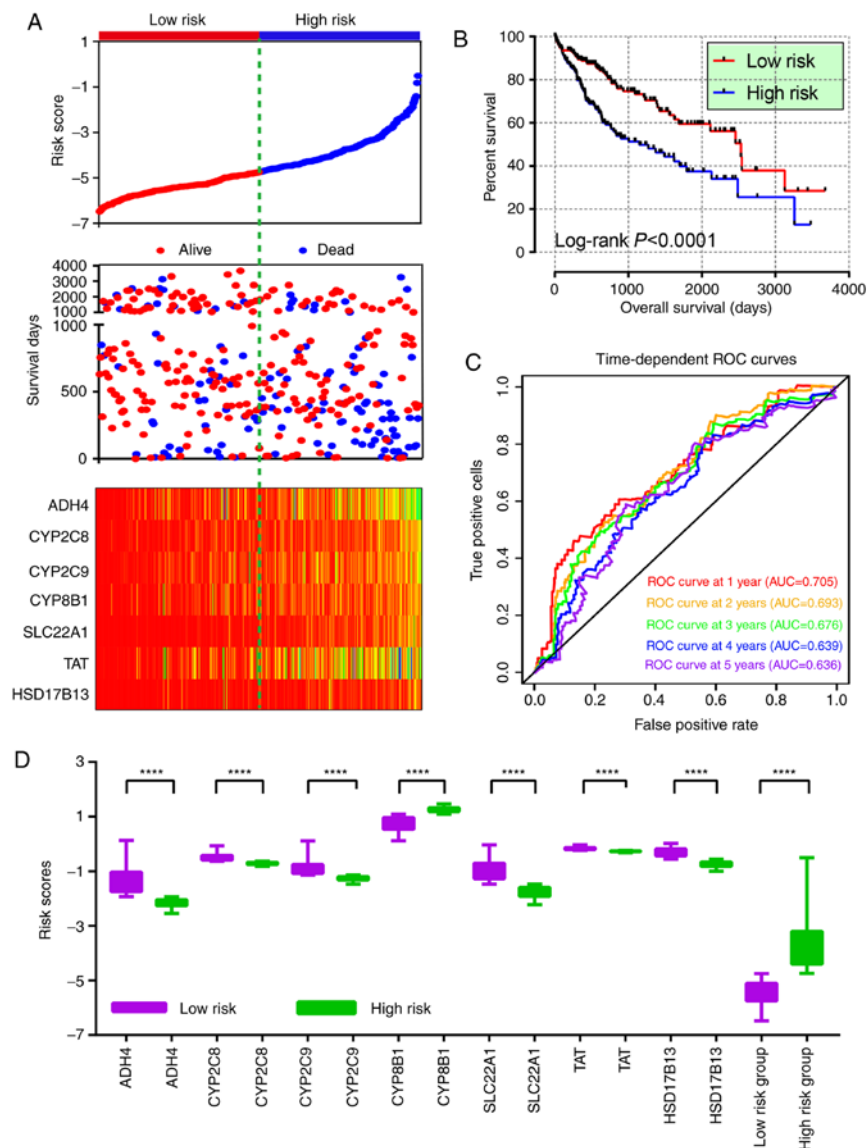 A
Low risk
High risk
Risk score
1
−1
−3
−5
−7
Alive
Dead
Survival days
4000
3000
2000
1000
1000
500
0
ADH4
CYP2C8
CYP2C9
CYP8B1
SLC22A1
TAT
HSD17B13
B
Low risk
High risk
Percent survival
100
80
60
40
20
0
Log-rank P<0.0001
0 1000 2000 3000 4000
Overall survival (days)
C
Time-dependent ROC curves
True positive cells
1.0
0.8
0.6
0.4
0.2
0.0
ROC curve at 1 year (AUC=0.705)
ROC curve at 2 years (AUC=0.693)
ROC curve at 3 years (AUC=0.676)
ROC curve at 4 years (AUC=0.639)
ROC curve at 5 years (AUC=0.636)
0.0 0.2 0.4 0.6 0.8 1.0
False positive rate
D
Risk scores
3
1
−1
−3
−5
−7
**** **** **** **** **** **** **** ****
Low risk
High risk
ADH4
ADH4
CYP2C8
CYP2C8
CYP2C9
CYP2C9
CYP8B1
CYP8B1
SLC22A1
SLC22A1
TAT
TAT
HSD17B13
HSD17B13
Low risk group
High risk group